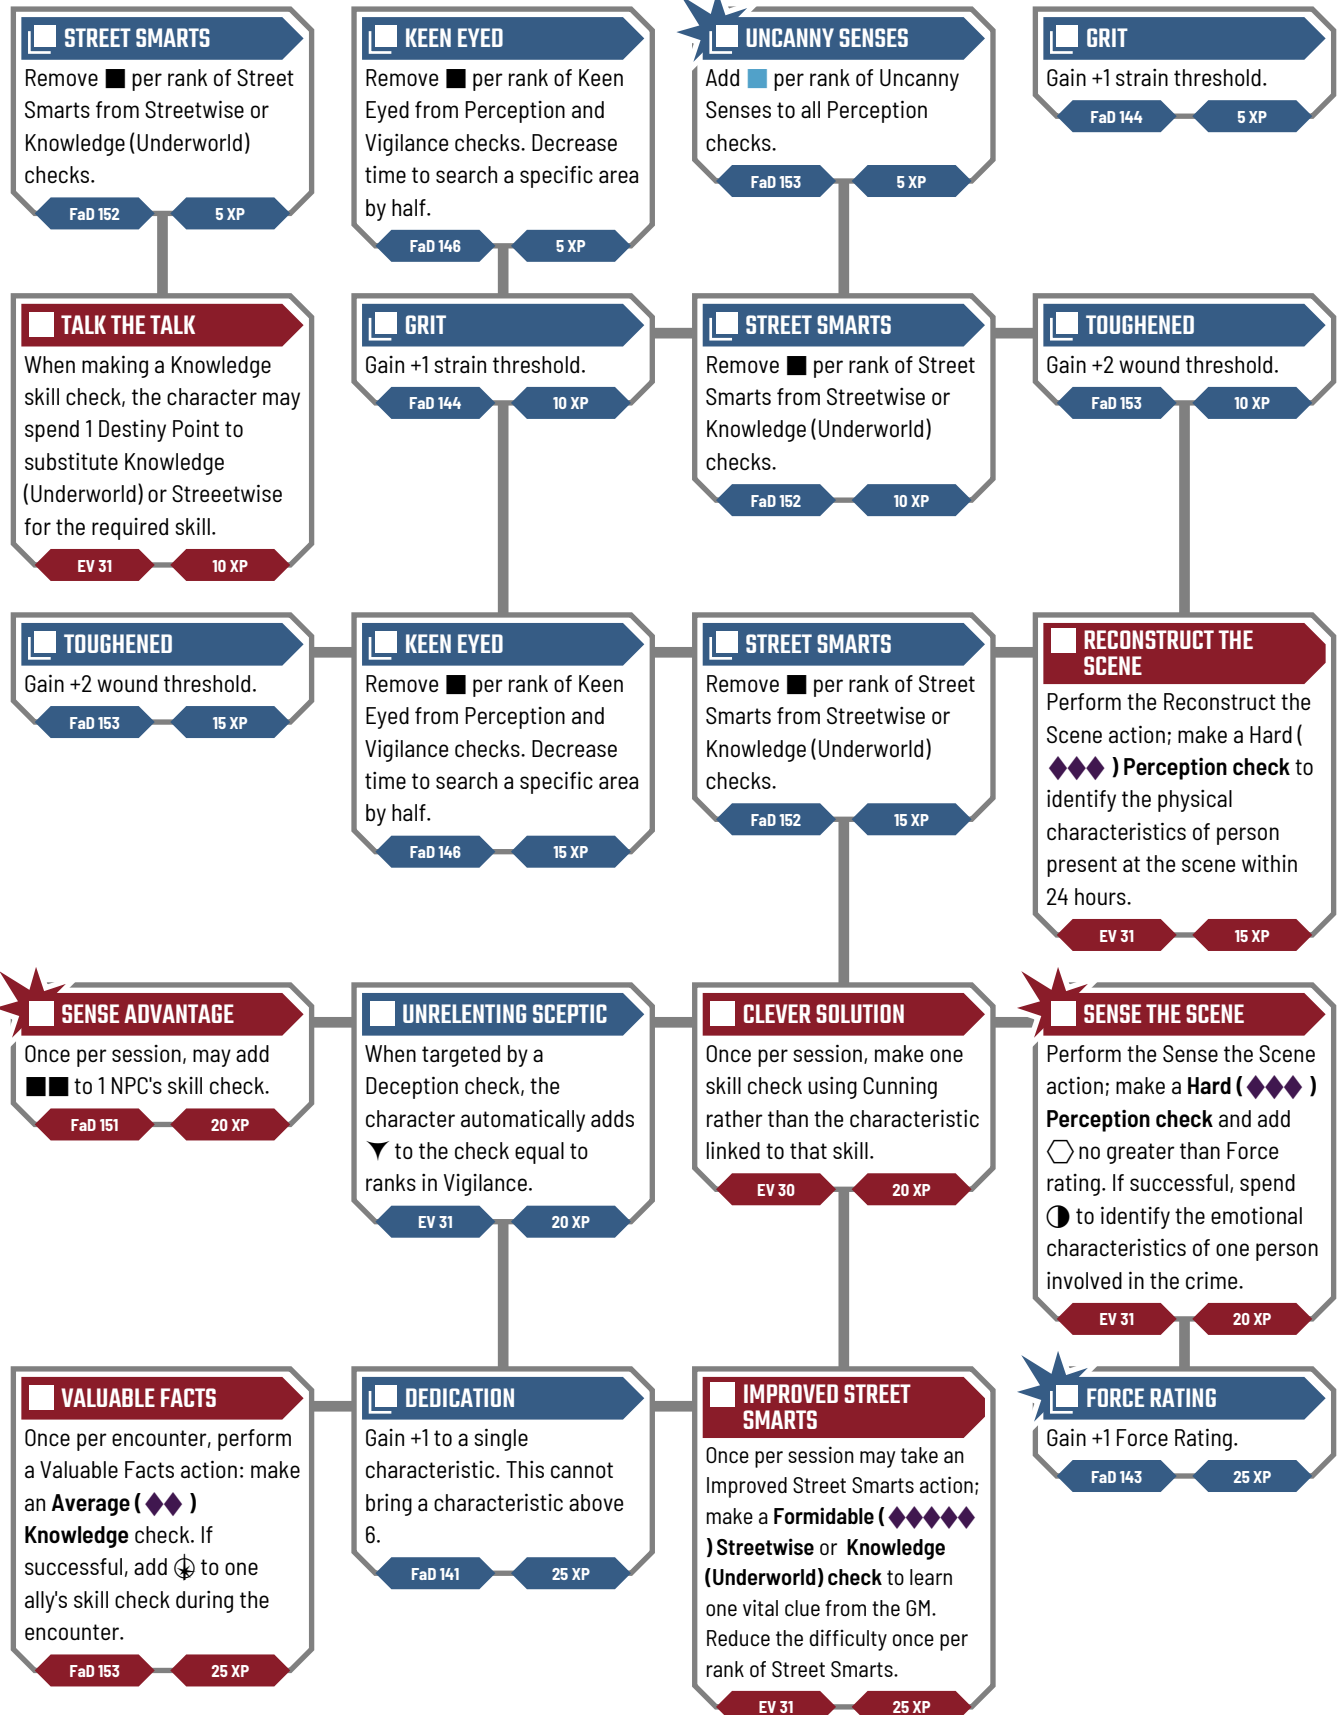 STREET SMARTS
Remove per rank of Street
Smarts from Streetwise or
Knowledge (Underworld)
checks.
FaD 152
5 XP
KEEN EYED
Remove per rank of Keen
Eyed from Perception and
Vigilance checks. Decrease
time to search a specific area
by half.
FaD 146
5 XP
UNCANNY SENSES
Add per rank of Uncanny
Senses to all Perception
checks.
FaD 153
5 XP
GRIT
Gain +1 strain threshold.
FaD 144
5 XP
TALK THE TALK
When making a Knowledge
skill check, the character may
spend 1 Destiny Point to
substitute Knowledge
(Underworld) or Streeetwise
for the required skill.
EV 31
10 XP
GRIT
Gain +1 strain threshold.
FaD 144
10 XP
STREET SMARTS
Remove per rank of Street
Smarts from Streetwise or
Knowledge (Underworld)
checks.
FaD 152
10 XP
TOUGHENED
Gain +2 wound threshold.
FaD 153
10 XP
TOUGHENED
Gain +2 wound threshold.
FaD 153
15 XP
KEEN EYED
Remove per rank of Keen
Eyed from Perception and
Vigilance checks. Decrease
time to search a specific area
by half.
FaD 146
15 XP
STREET SMARTS
Remove per rank of Street
Smarts from Streetwise or
Knowledge (Underworld)
checks.
FaD 152
15 XP
RECONSTRUCT THE
SCENE
Perform the Reconstruct the
Scene action; make a Hard (
) Perception check to
identify the physical
characteristics of person
present at the scene within
24 hours.
EV 31
15 XP
SENSE ADVANTAGE
Once per session, may add
to 1 NPC's skill check.
FaD 151
20 XP
UNRELENTING SCEPTIC
When targeted by a
Deception check, the
character automatically adds
to the check equal to
ranks in Vigilance.
EV 31
20 XP
CLEVER SOLUTION
Once per session, make one
skill check using Cunning
rather than the characteristic
linked to that skill.
EV 30
20 XP
SENSE THE SCENE
Perform the Sense the Scene
action; make a Hard ( )
Perception check and add
no greater than Force
rating. If successful, spend
to identify the emotional
characteristics of one person
involved in the crime.
EV 31
20 XP
VALUABLE FACTS
Once per encounter, perform
a Valuable Facts action: make
an Average ( )
Knowledge check. If
successful, add to one
ally's skill check during the
encounter.
FaD 153
25 XP
DEDICATION
Gain +1 to a single
characteristic. This cannot
bring a characteristic above
6.
FaD 141
25 XP
IMPROVED STREET
SMARTS
Once per session may take an
Improved Street Smarts action;
make a Formidable (
) Streetwise or Knowledge
(Underworld) check to learn
one vital clue from the GM.
Reduce the difficulty once per
rank of Street Smarts.
EV 31
25 XP
FORCE RATING
Gain +1 Force Rating.
FaD 143
25 XP